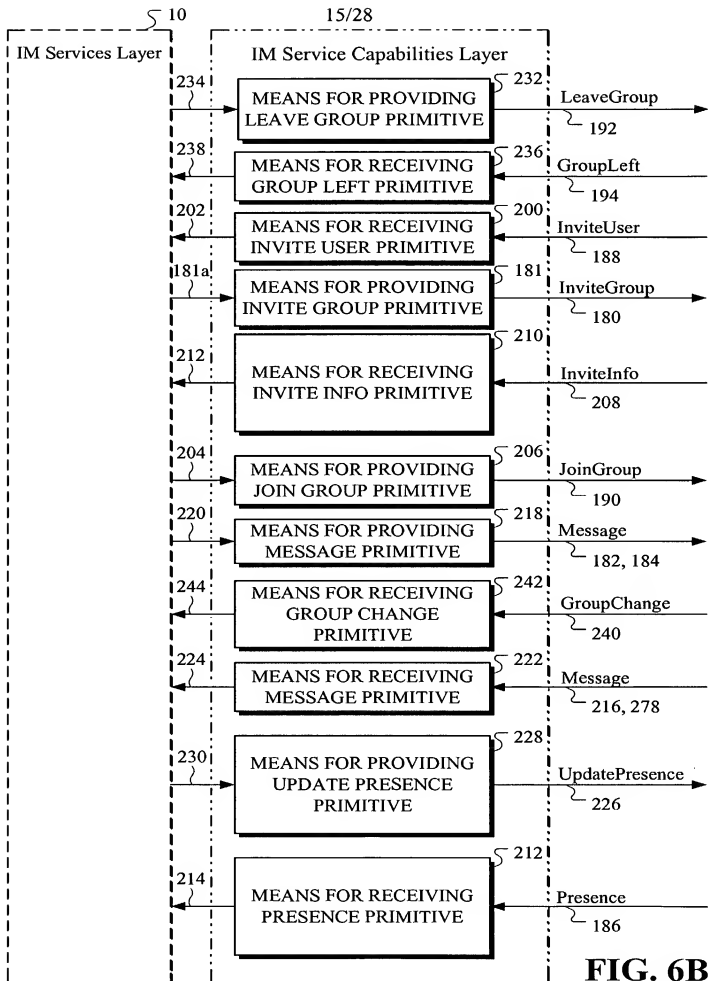 10
15/28
IM Services Layer
IM Service Capabilities Layer
234
232
MEANS FOR PROVIDING
LEAVE GROUP PRIMITIVE
LeaveGroup
192
238
236
MEANS FOR RECEIVING
GROUP LEFT PRIMITIVE
GroupLeft
194
202
200
MEANS FOR RECEIVING
INVITE USER PRIMITIVE
InviteUser
188
181a
181
MEANS FOR PROVIDING
INVITE GROUP PRIMITIVE
InviteGroup
180
212
210
MEANS FOR RECEIVING
INVITE INFO PRIMITIVE
InviteInfo
208
204
206
MEANS FOR PROVIDING
JOIN GROUP PRIMITIVE
JoinGroup
190
220
218
MEANS FOR PROVIDING
MESSAGE PRIMITIVE
Message
182, 184
244
242
MEANS FOR RECEIVING
GROUP CHANGE
PRIMITIVE
GroupChange
240
224
222
MEANS FOR RECEIVING
MESSAGE PRIMITIVE
Message
216, 278
230
228
MEANS FOR PROVIDING
UPDATE PRESENCE
PRIMITIVE
UpdatePresence
226
214
212
MEANS FOR RECEIVING
PRESENCE PRIMITIVE
Presence
186
FIG. 6B